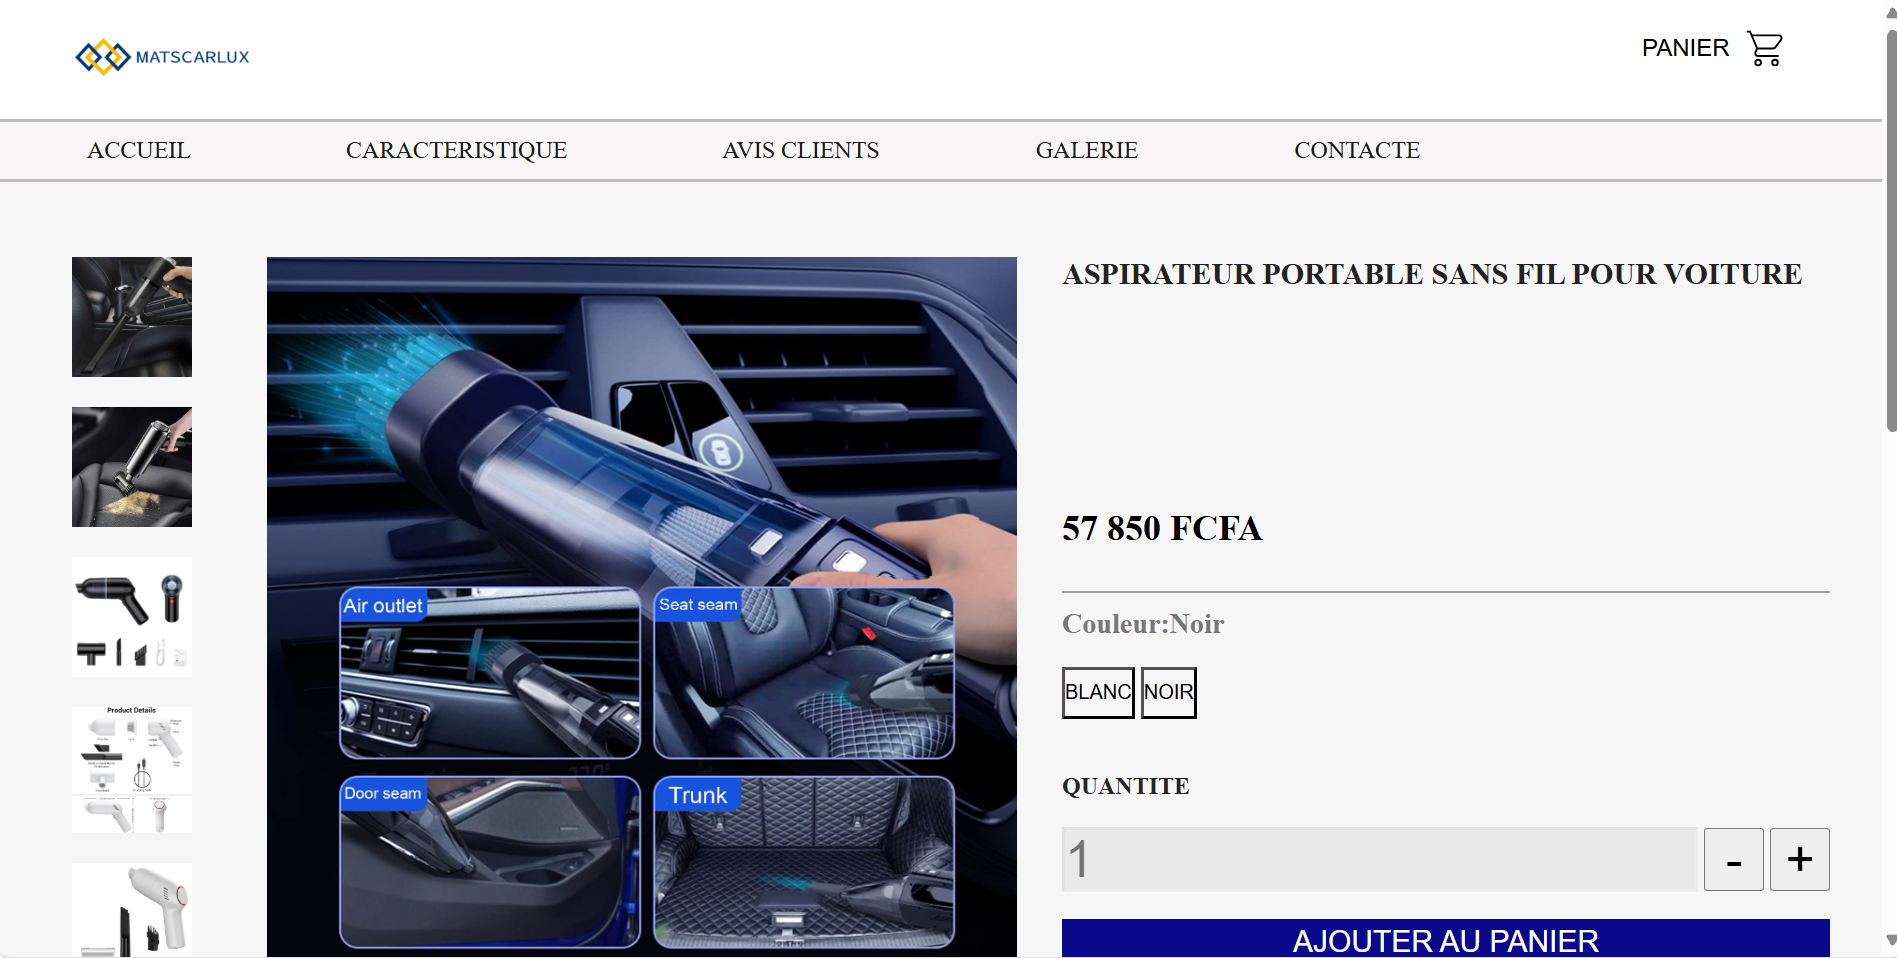 MATSCARLUX
PANIER
ACCUEIL
CARACTERISTIQUE
AVIS CLIENTS
GALERIE
CONTACTE
ASPIRATEUR PORTABLE SANS FIL POUR VOITURE
57 850 FCFA
Couleur:Noir
BLANC
NOIR
QUANTITE
1
-
+
AJOUTER AU PANIER
Air outlet
Seat seam
Door seam
Trunk
Product Details